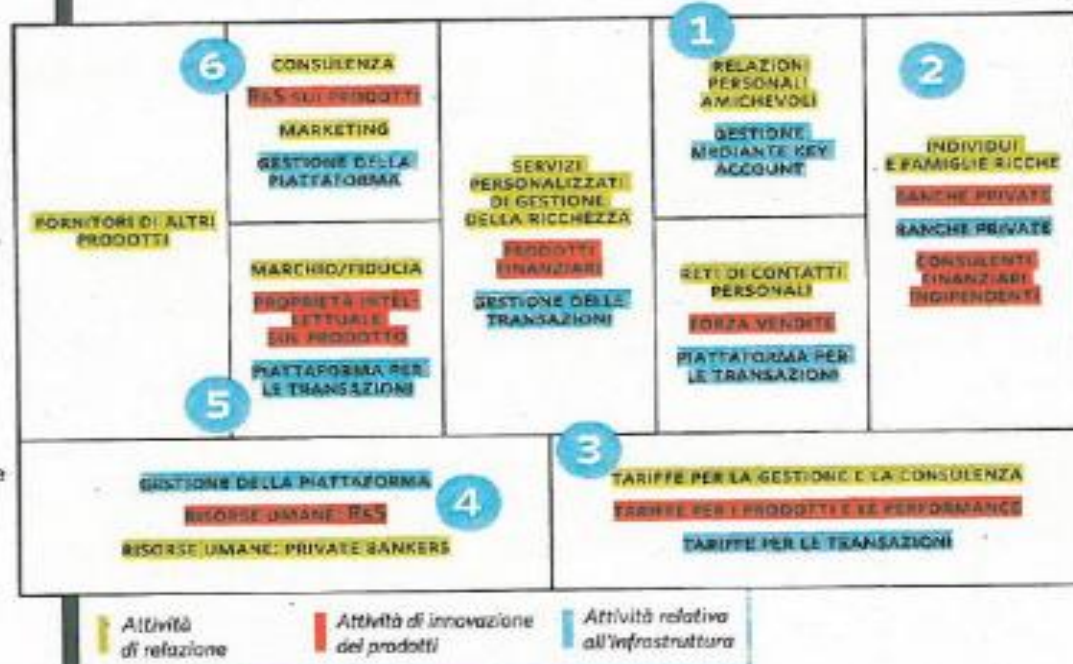 FORNITORI DI ALTRI
PRODOTTI
6
CONSULENZA
R&S SUI PRODOTTI
MARKETING
GESTIONE DELLA
PIATTAFORMA
MARCHIO/FIDUCIA
PROPRIETÀ INTEL-
LETTUALE
SUL PRODOTTO
PIATTAFORMA PER
LE TRANSAZIONI
5
SERVIZI
PERSONALIZZATI
DI GESTIONE
DELLA RICCHEZZA
PRODOTTI
FINANZIARI
GESTIONE DELLE
TRANSAZIONI
1
RELAZIONI
PERSONALI
AMICHEVOLI
GESTIONE
MEDIANTE KEY
ACCOUNT
RETI DI CONTATTI
PERSONALI
FORZA VENDITE
PIATTAFORMA PER
LE TRANSAZIONI
2
INDIVIDUI
E FAMIGLIE RICCHE
BANCHE PRIVATE
BANCHE PRIVATE
CONSULENTI
FINANZIARI
INDIPENDENTI
e
GESTIONE DELLA PIATTAFORMA
RISORSE UMANE: R&S
4
RISORSE UMANE: PRIVATE BANKERS
3
TARIFFE PER LA GESTIONE E LA CONSULENZA
TARIFFE PER I PRODOTTI E LE PERFORMANCE
TARIFFE PER LE TRANSAZIONI
Attività
di relazione
Attività di innovazione
dei prodotti
Attività relativa
all'infrastruttura